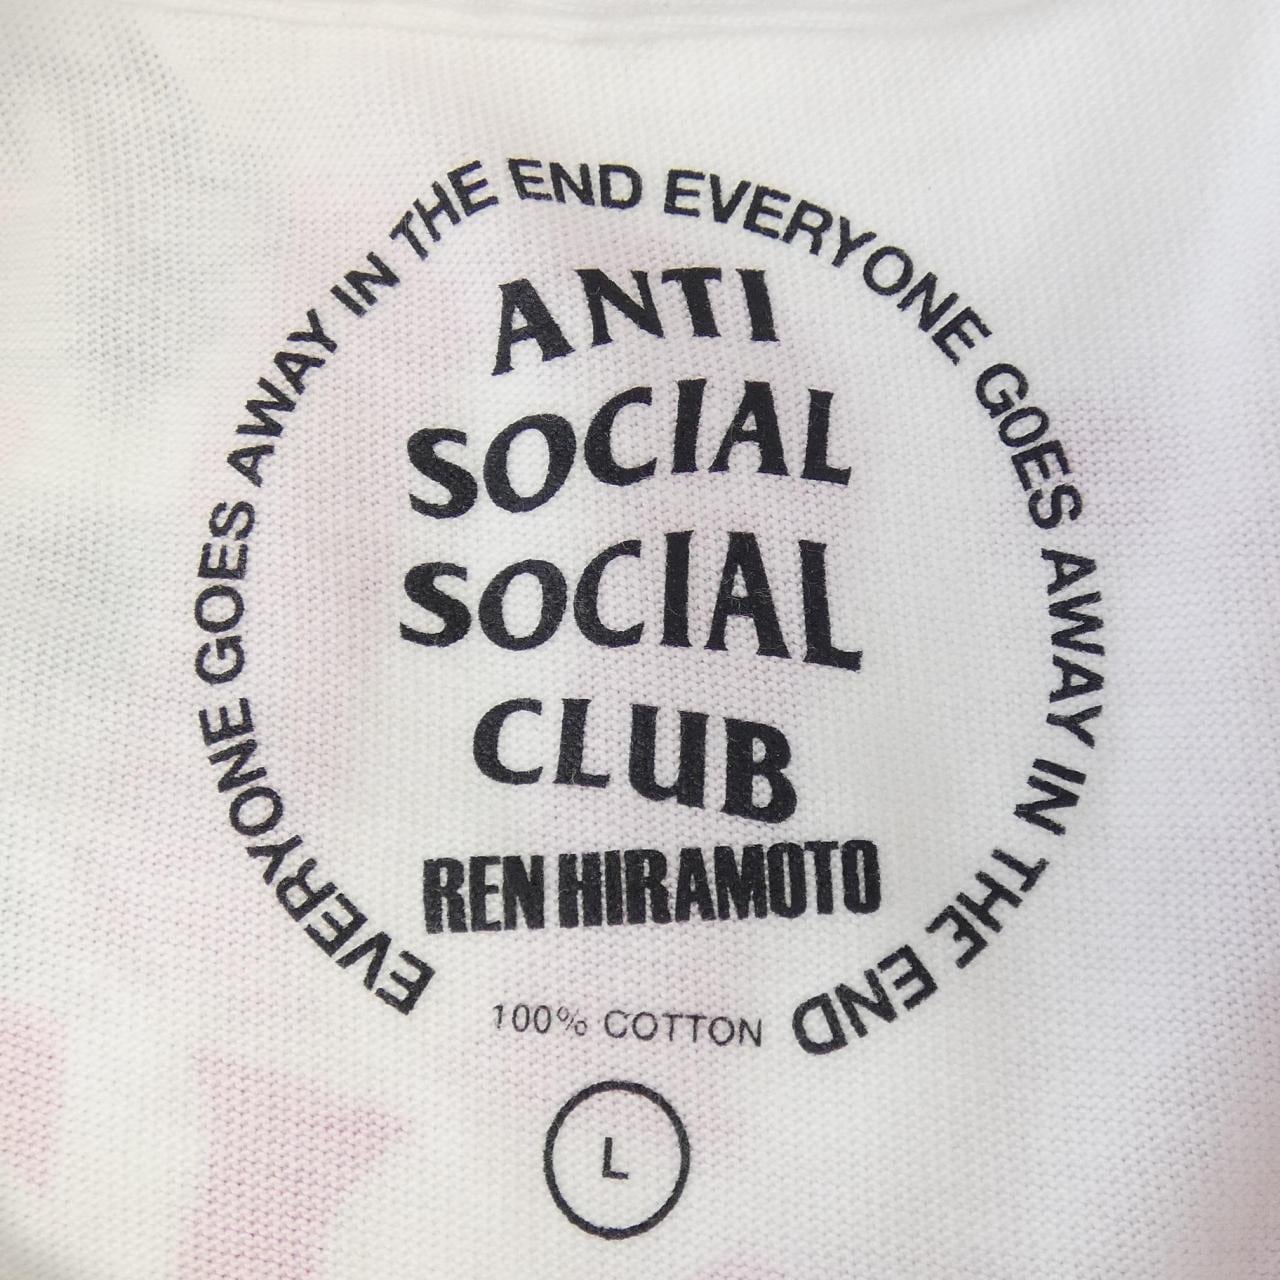 EVERYONE GOES AWAY IN THE END EVERYONE GOES AWAY IN THE END
ANTI
SOCIAL
SOCIAL
CLUB
REN HIRAMOTO
100% COTTON
L